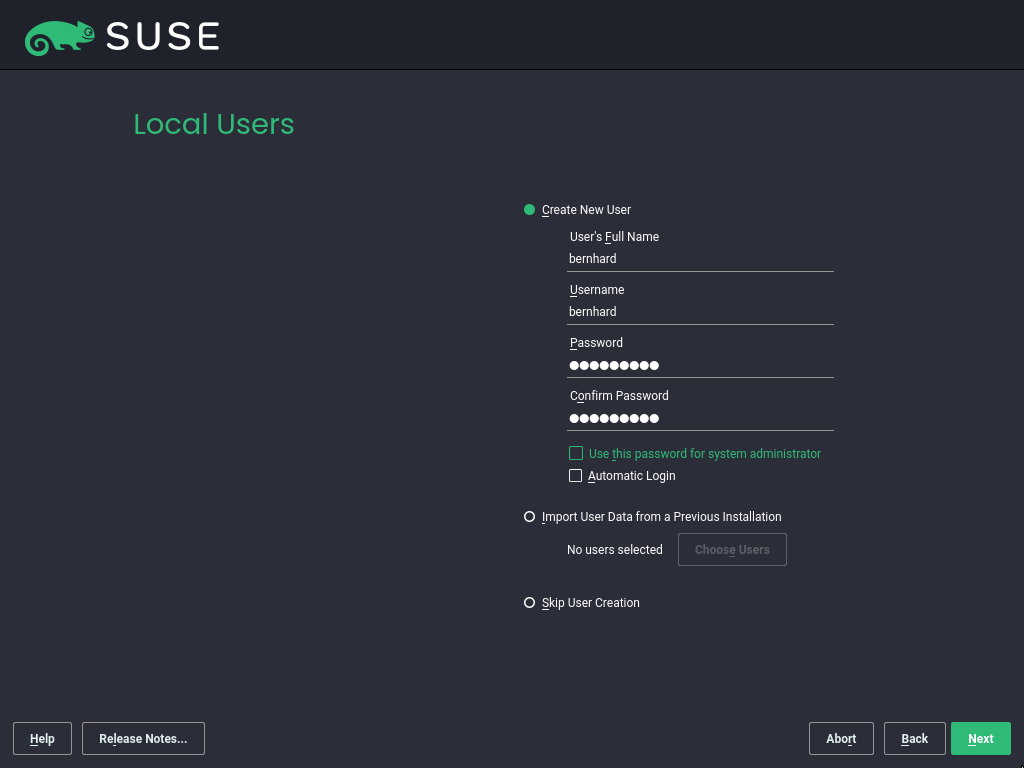 SUSE
Local Users
Create New User
User's Full Name
bernhard
Username
bernhard
Password
●●●●●●●●●
Confirm Password
●●●●●●●●●
Use this password for system administrator
Automatic Login
Import User Data from a Previous Installation
No users selected Choose Users
Skip User Creation
Help Release Notes... Abort Back Next